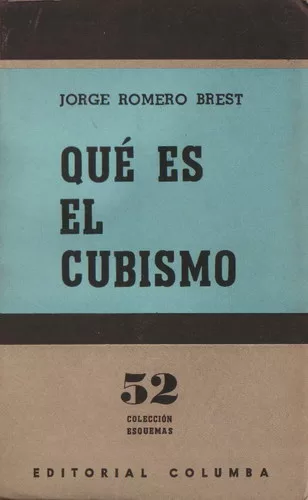 JORGE ROMERO BREST
QUÉ ES
EL
CUBISMO
52
COLECCIÓN
ESQUEMAS
EDITORIAL COLUMBA